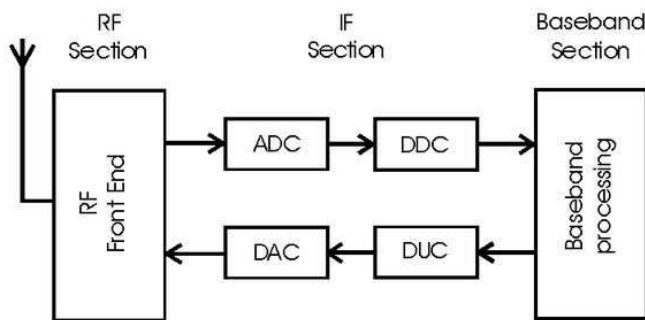 RF
Section
IF
Section
Baseband
Section
RF
Front End
ADC
DDC
DAC
DUC
Baseband
processing